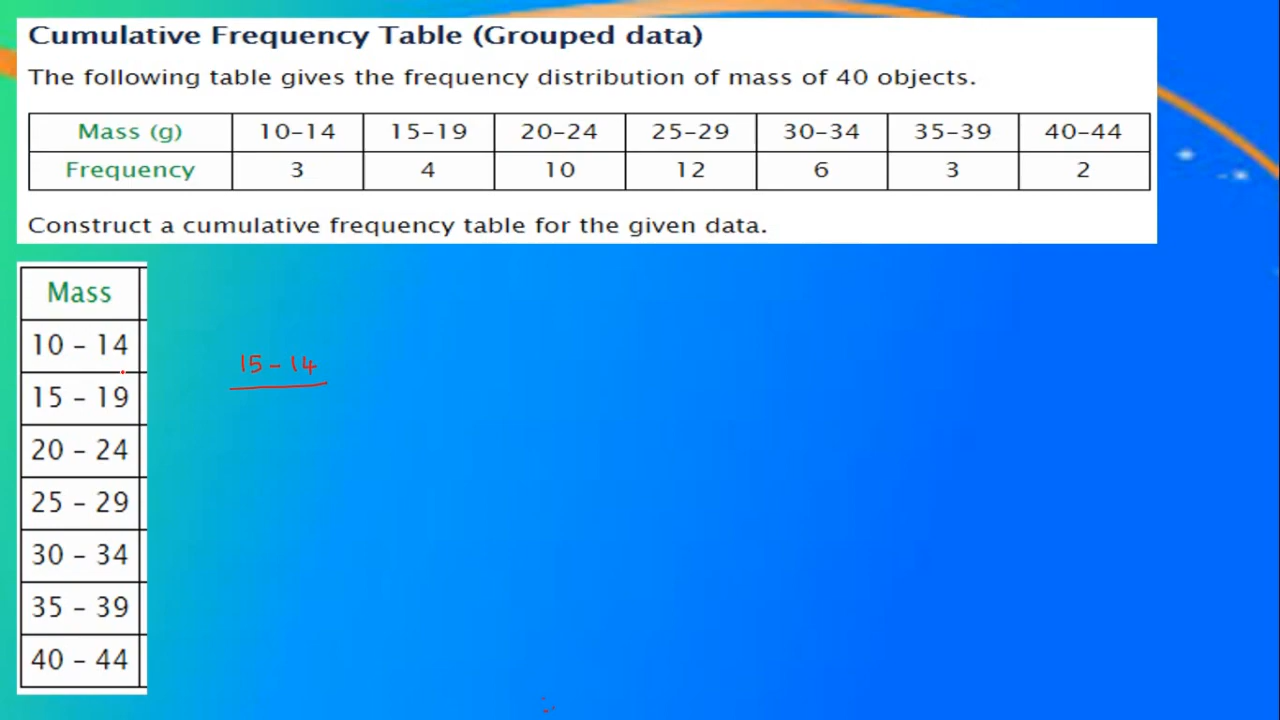 Cumulative Frequency Table (Grouped data)
The following table gives the frequency distribution of mass of 40 objects.
Mass (g) 10–14 15–19 20–24 25–29 30–34 35–39 40–44
Frequency 3 4 10 12 6 3 2
Construct a cumulative frequency table for the given data.
Mass
10 – 14
15 – 14
15 – 19
20 – 24
25 – 29
30 – 34
35 – 39
40 – 44